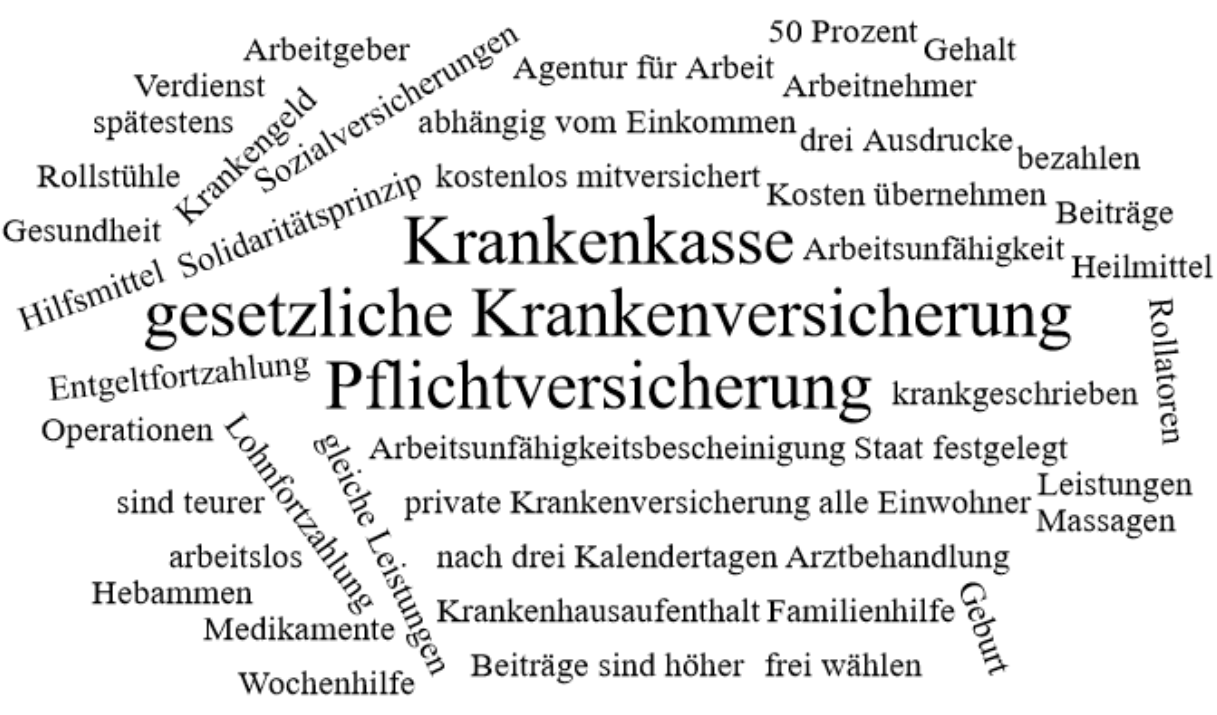 50 Prozent
Arbeitgeber
Gehalt
Sozialversicherungen
Agentur für Arbeit
Verdienst
Arbeitnehmer
spätestens
Krankengeld
abhängig vom Einkommen
drei Ausdrucke
bezahlen
Rollstühle
kostenlos mitversichert
Kosten übernehmen
Beiträge
Gesundheit
Solidaritätsprinzip
Krankenkasse
Arbeitsunfähigkeit
Heilmittel
Hilfsmittel
gesetzliche Krankenversicherung
Rollatoren
Entgeltfortzahlung
Pflichtversicherung
krankgeschrieben
Operationen
Lohnfortzahlung
gleiche Leistungen
Arbeitsunfähigkeitsbescheinigung Staat festgelegt
Leistungen
sind teurer
private Krankenversicherung alle Einwohner
Massagen
arbeitslos
nach drei Kalendertagen Arztbehandlung
Hebammen
Krankenhausaufenthalt Familienhilfe
Geburt
Medikamente
Beiträge sind höher
frei wählen
Wochenhilfe